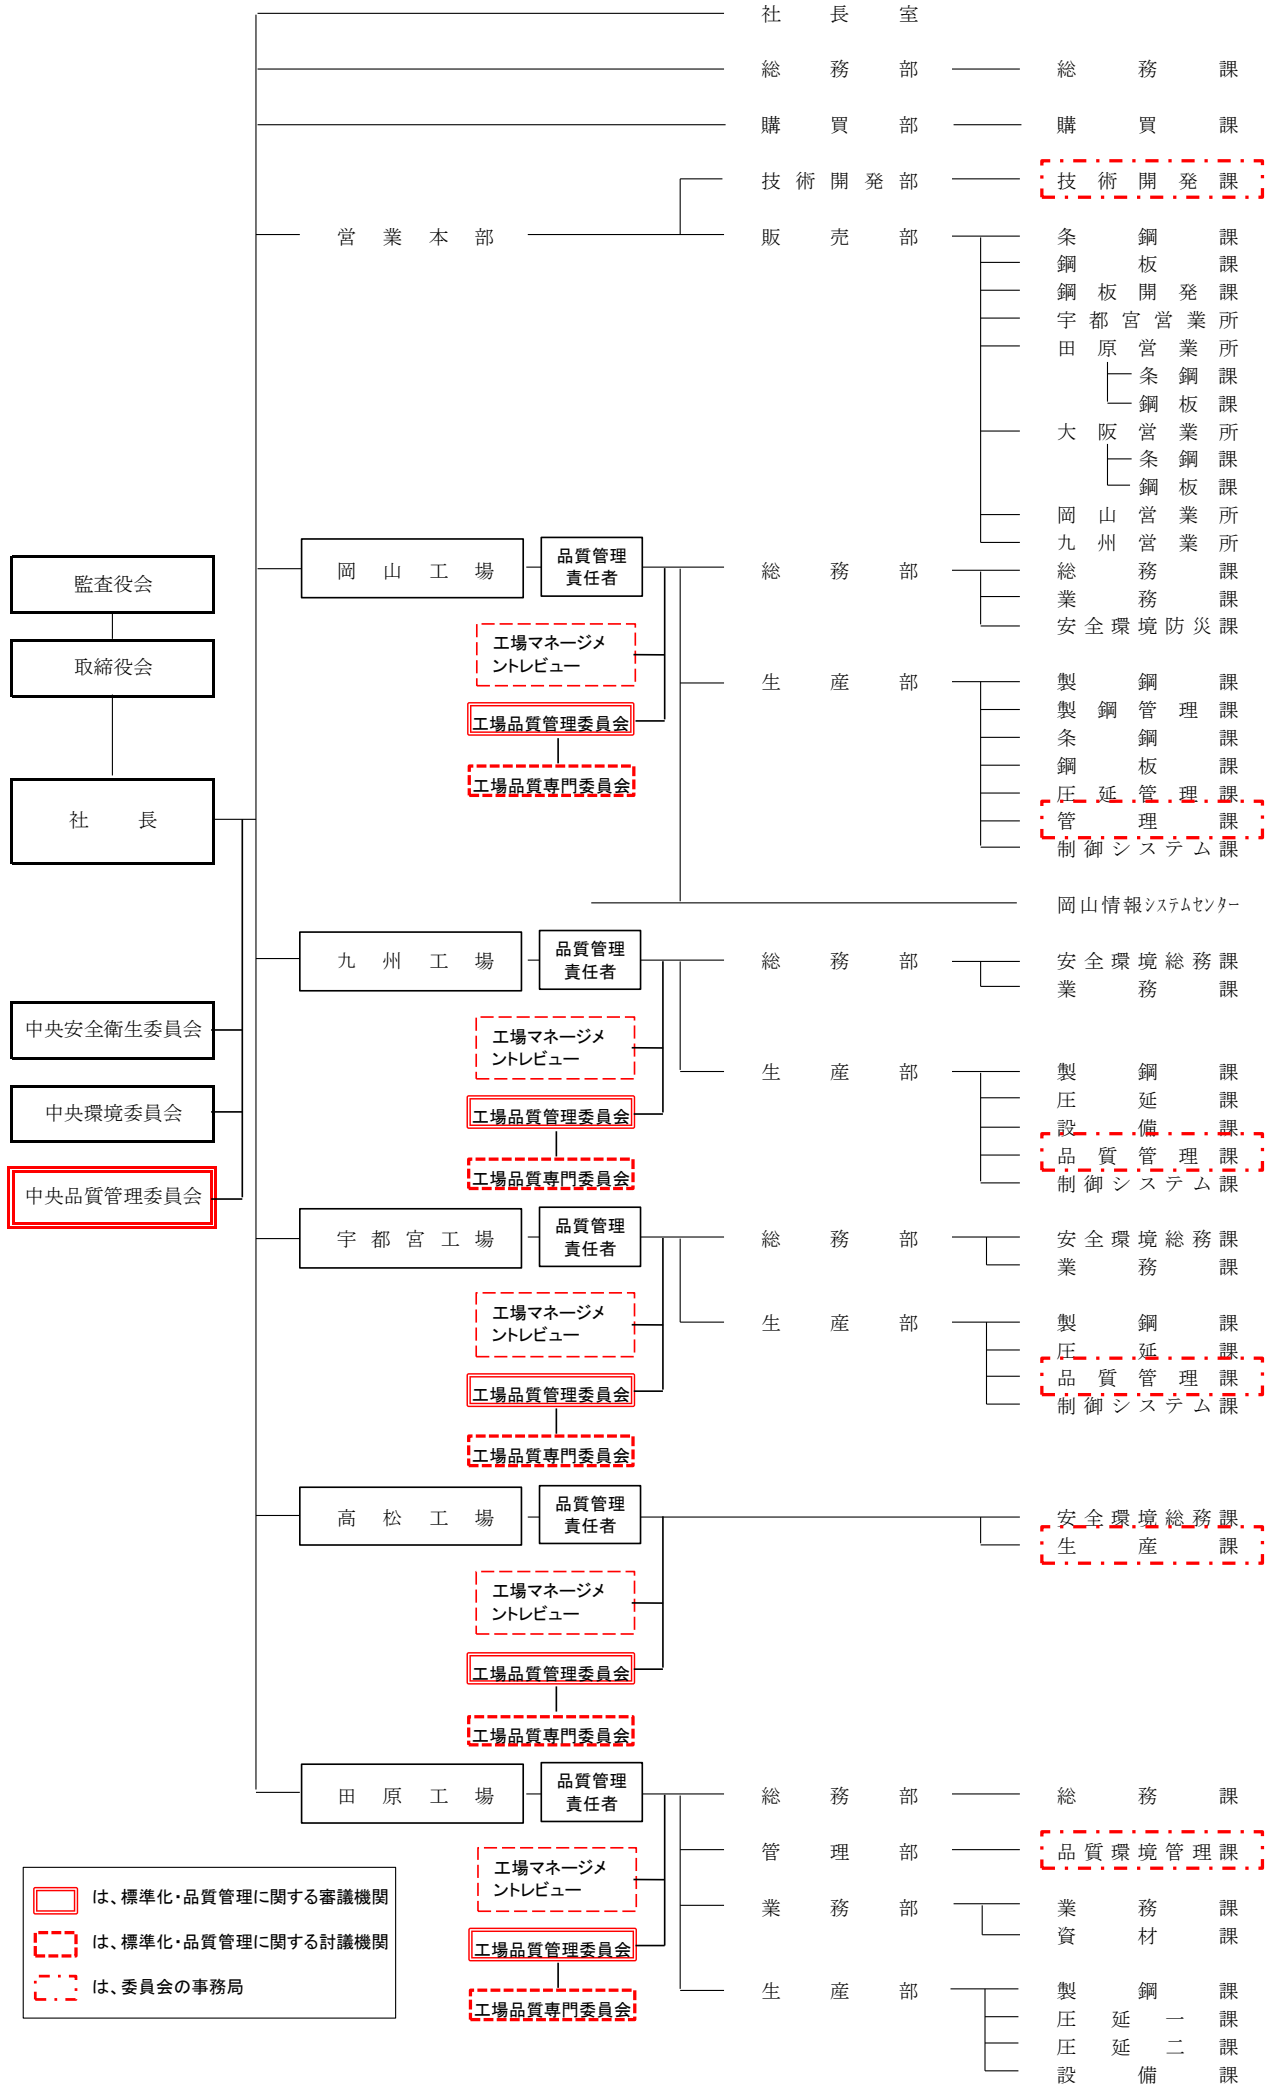 社長室
総務部 総務課
購買部 購買課
技術開発部 技術開発課
営業本部 販売部 条鋼課
鋼板課
鋼板開発課
宇都宮営業所
田原営業所
条鋼課
鋼板課
大阪営業所
条鋼課
鋼板課
岡山営業所
九州営業所
監査役会
取締役会
社長
中央安全衛生委員会
中央環境委員会
中央品質管理委員会
岡山工場
品質管理
責任者
工場マネージメ
ントレビュー
工場品質管理委員会
工場品質専門委員会
総務部 総務課
業務課
安全環境防災課
生産部 製鋼課
製鋼管理課
条鋼課
鋼板課
圧延管理課
管理課
制御システム課
岡山情報システムセンター
九州工場
品質管理
責任者
工場マネージメ
ントレビュー
工場品質管理委員会
工場品質専門委員会
総務部 安全環境総務課
業務課
生産部 製鋼課
圧延課
設備課
品質管理課
制御システム課
宇都宮工場
品質管理
責任者
工場マネージメ
ントレビュー
工場品質管理委員会
工場品質専門委員会
総務部 安全環境総務課
業務課
生産部 製鋼課
圧延課
品質管理課
制御システム課
高松工場
品質管理
責任者
工場マネージメ
ントレビュー
工場品質管理委員会
工場品質専門委員会
安全環境総務課
生産課
田原工場
品質管理
責任者
工場マネージメ
ントレビュー
工場品質管理委員会
工場品質専門委員会
総務部 総務課
管理部 品質環境管理課
業務部 業務課
資材課
生産部 製鋼課
圧延一課
圧延二課
設備課
は、標準化・品質管理に関する審議機関
は、標準化・品質管理に関する討議機関
は、委員会の事務局